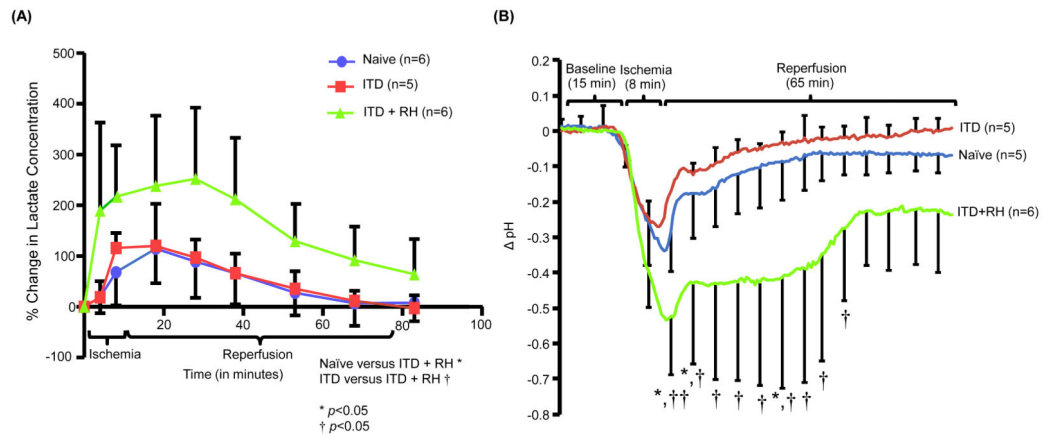 (A)
500
400
300
200
100
0
-100
20
40
60
80
100
% Change in Lactate Concentration
Naive (n=6)
ITD (n=5)
ITD + RH (n=6)
Ischemia
Reperfusion
Time (in minutes)
Naïve versus ITD + RH *
ITD versus ITD + RH †
* p<0.05
† p<0.05
(B)
0.2
0.1
0
-0.1
-0.2
-0.3
-0.4
-0.5
-0.6
-0.7
-0.8
Δ pH
Baseline
(15 min)
Ischemia
(8 min)
Reperfusion
(65 min)
ITD (n=5)
Naïve (n=5)
ITD+RH (n=6)
*,††
*,†
†
†
†
*,†
†
†
†